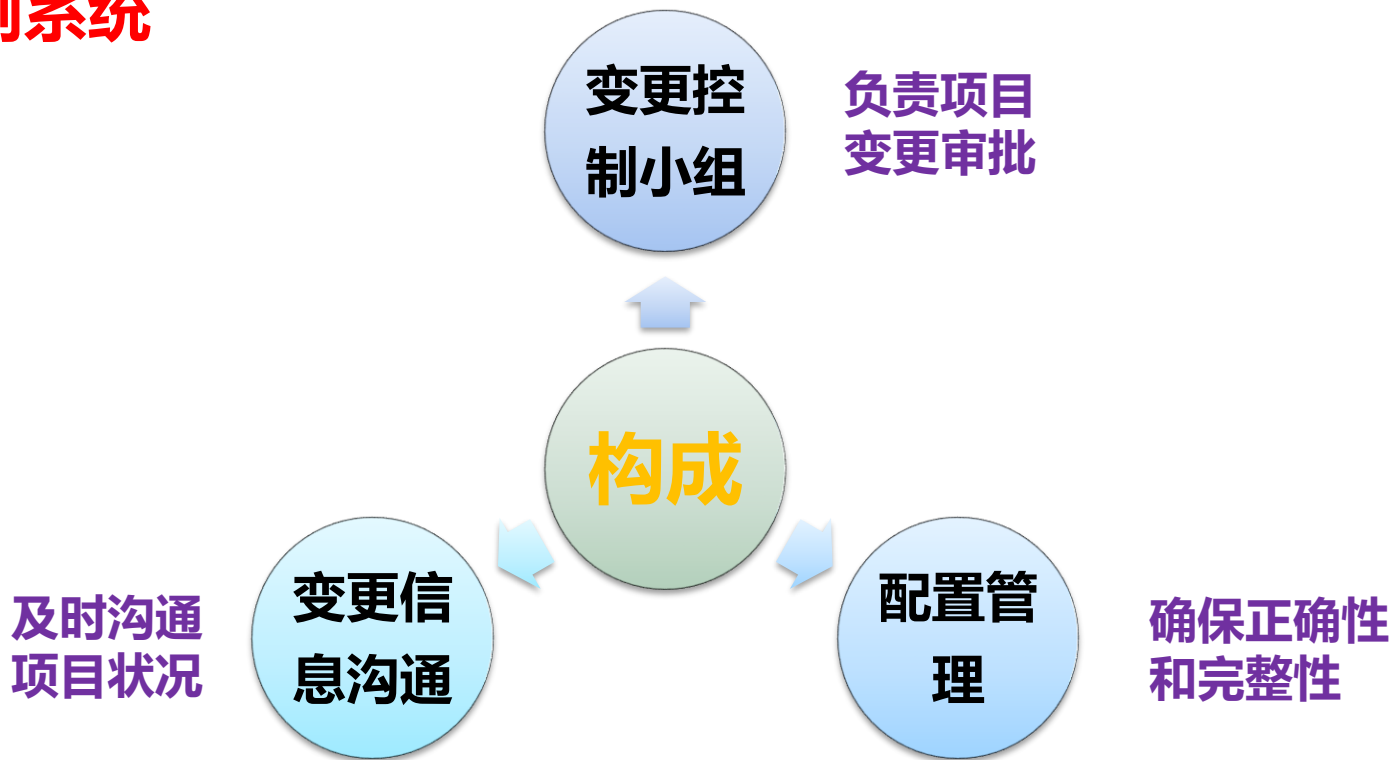 系统
变更控
制小组
负责项目
变更审批
构成
变更信
息沟通
及时沟通
项目状况
配置管
理
确保正确性
和完整性